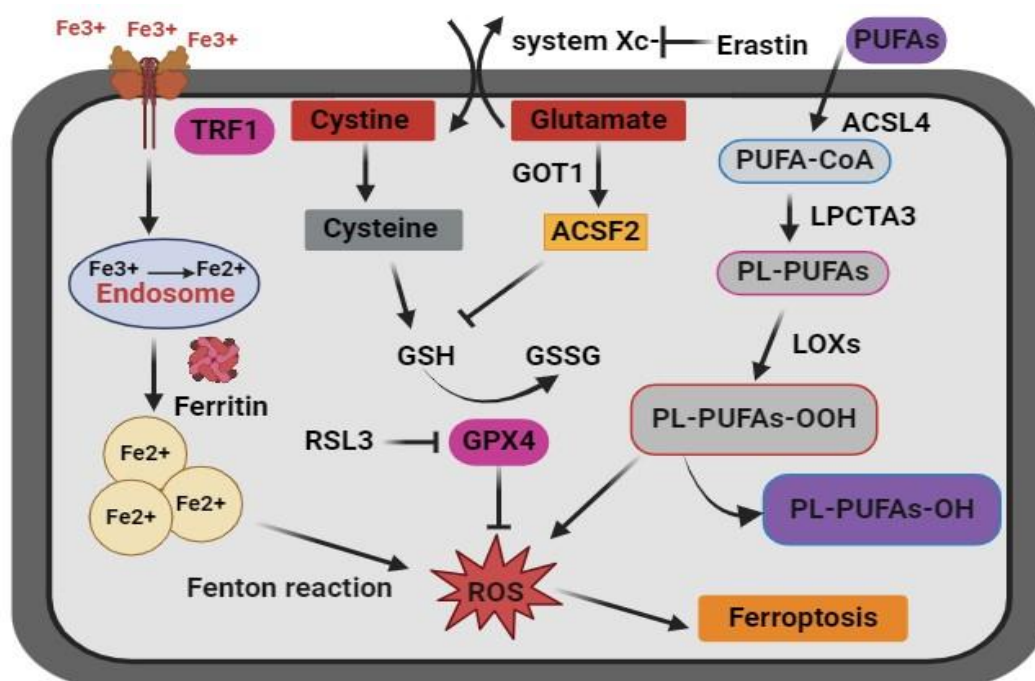 Fe3+
Fe3+
Fe3+
system Xc-
Erastin
PUFAs
TRF1
Cystine
Glutamate
ACSL4
PUFA-CoA
GOT1
Cysteine
ACSF2
LPCTA3
Fe3+
Fe2+
Endosome
PL-PUFAs
GSH
GSSG
LOXs
Ferritin
PL-PUFAs-OOH
RSL3
GPX4
Fe2+
Fe2+
Fe2+
PL-PUFAs-OH
Fenton reaction
ROS
Ferroptosis